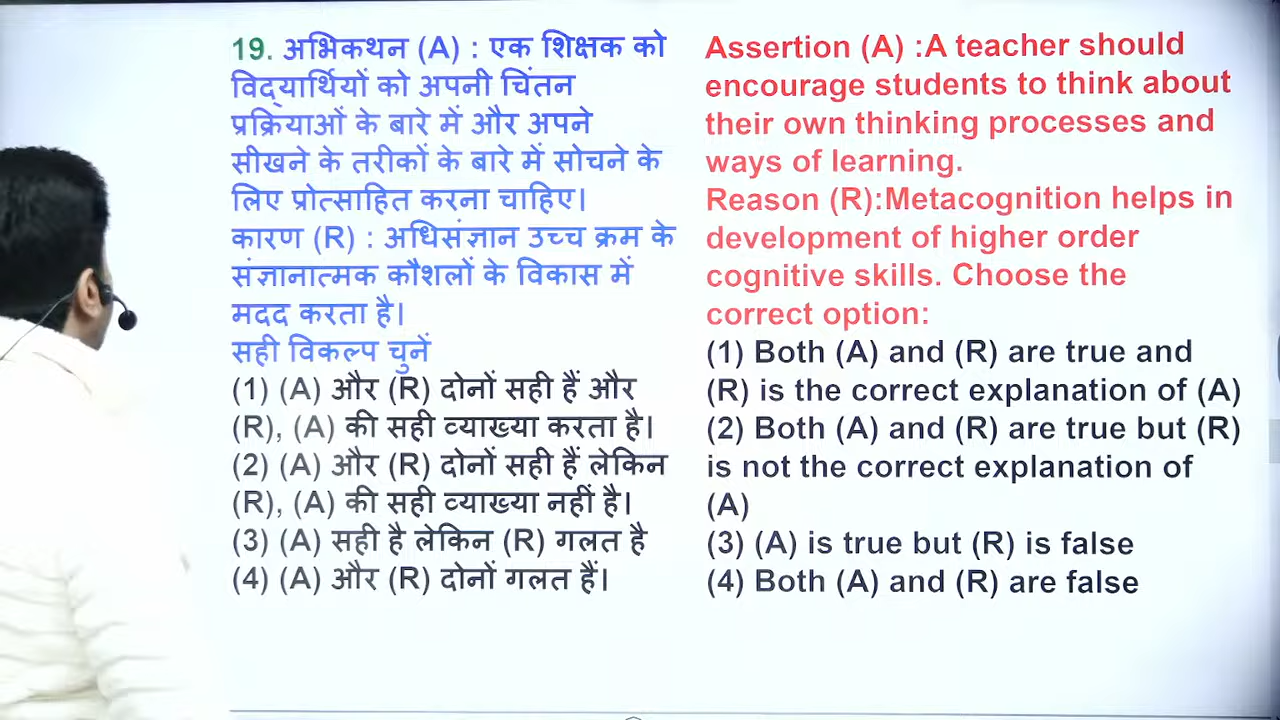 19. अभिकथन (A) : एक शिक्षक को
विद्यार्थियों को अपनी चिंतन
प्रक्रियाओं के बारे में और अपने
सीखने के तरीकों के बारे में सोचने के
लिए प्रोत्साहित करना चाहिए।
कारण (R) : अधिसंज्ञान उच्च क्रम के
संज्ञानात्मक कौशलों के विकास में
मदद करता है।
सही विकल्प चुनें
(1) (A) और (R) दोनों सही हैं और
(R), (A) की सही व्याख्या करता है।
(2) (A) और (R) दोनों सही हैं लेकिन
(R), (A) की सही व्याख्या नहीं है।
(3) (A) सही है लेकिन (R) गलत है
(4) (A) और (R) दोनों गलत हैं।
Assertion (A) :A teacher should
encourage students to think about
their own thinking processes and
ways of learning.
Reason (R):Metacognition helps in
development of higher order
cognitive skills. Choose the
correct option:
(1) Both (A) and (R) are true and
(R) is the correct explanation of (A)
(2) Both (A) and (R) are true but (R)
is not the correct explanation of
(A)
(3) (A) is true but (R) is false
(4) Both (A) and (R) are false